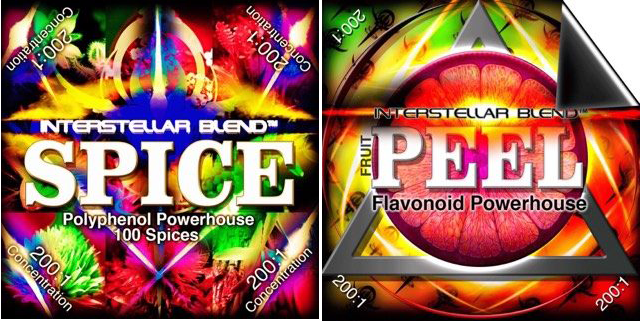 200:1
Concentration
200:1
Concentration
INTERSTELLAR BLEND™
SPICE
Polyphenol Powerhouse
100 Spices
200:1
Concentration
200:1
Concentration
200:1
INTERSTELLAR BLEND™
FRUIT
PEEL
Flavonoid Powerhouse
200:1
200:1